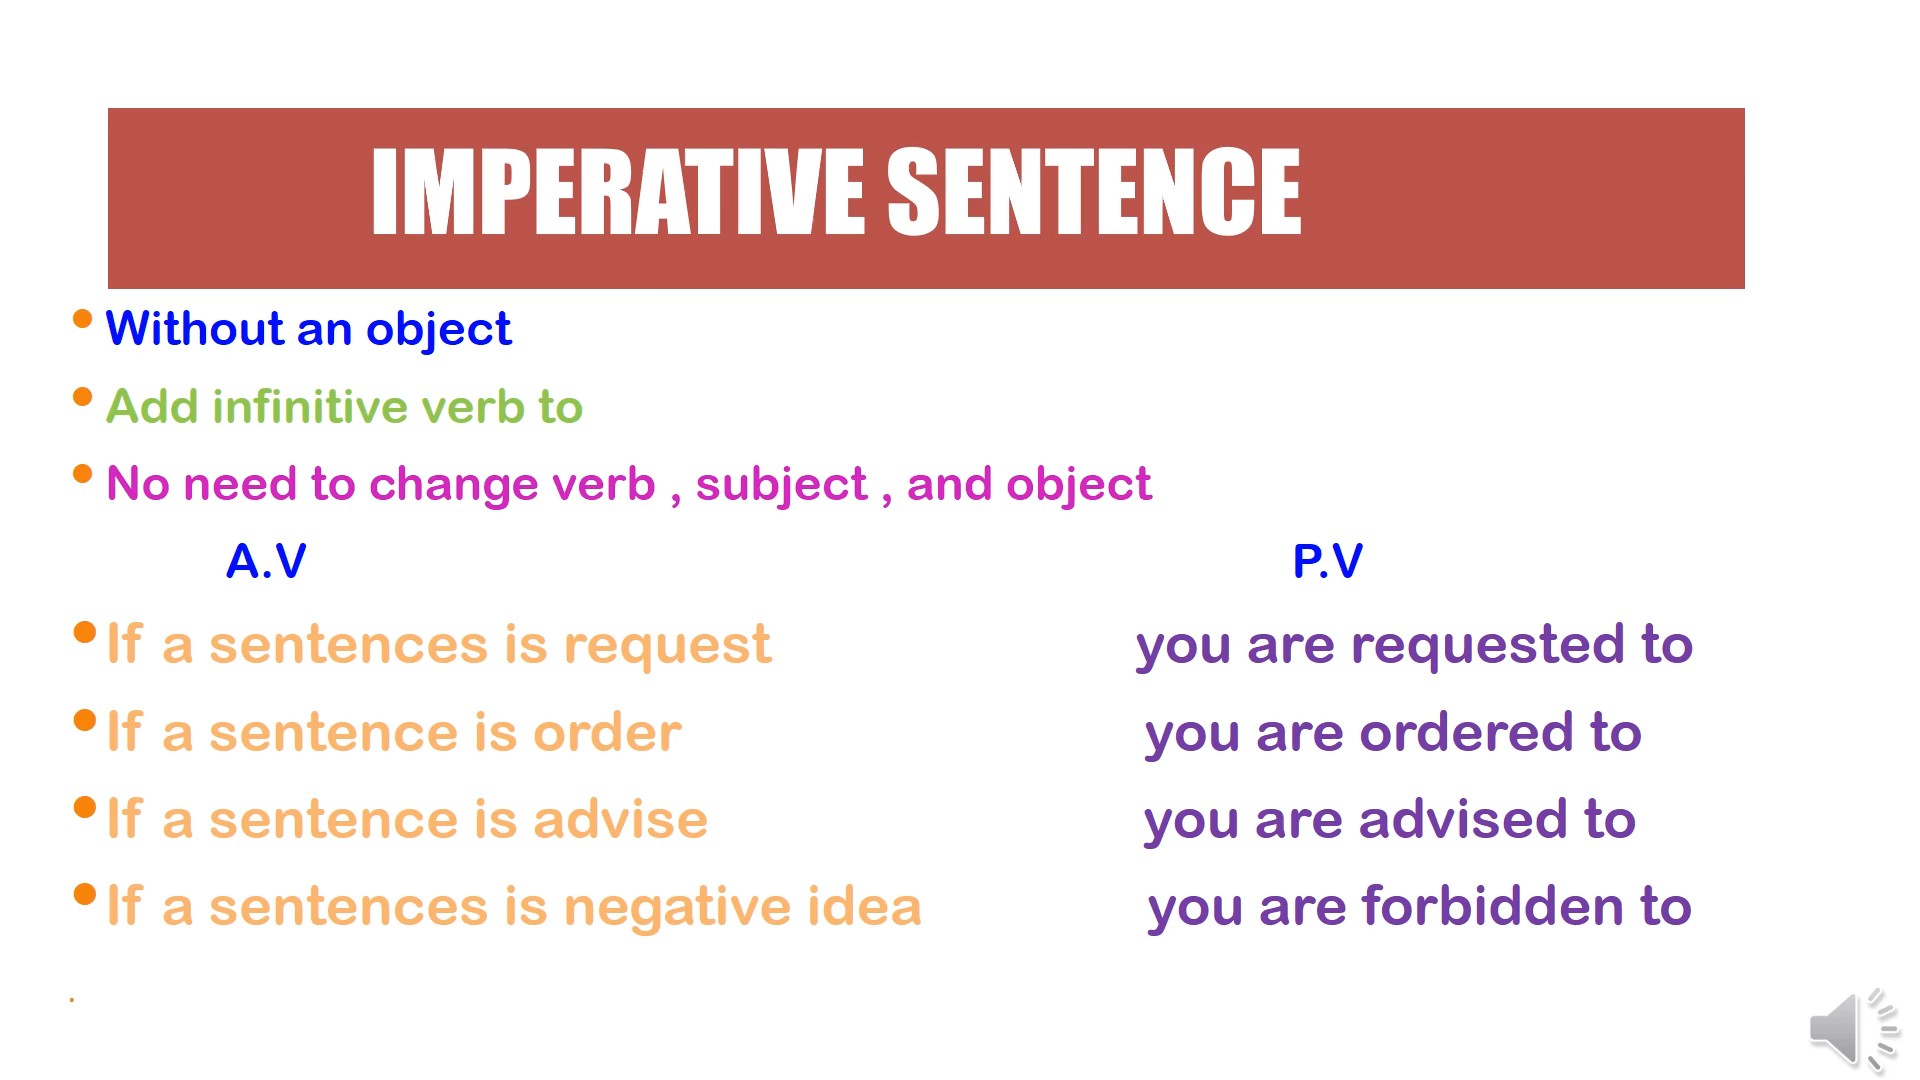 IMPERATIVE SENTENCE
• Without an object
• Add infinitive verb to
• No need to change verb , subject , and object
A.V P.V
• If a sentences is request you are requested to
• If a sentence is order you are ordered to
• If a sentence is advise you are advised to
• If a sentences is negative idea you are forbidden to